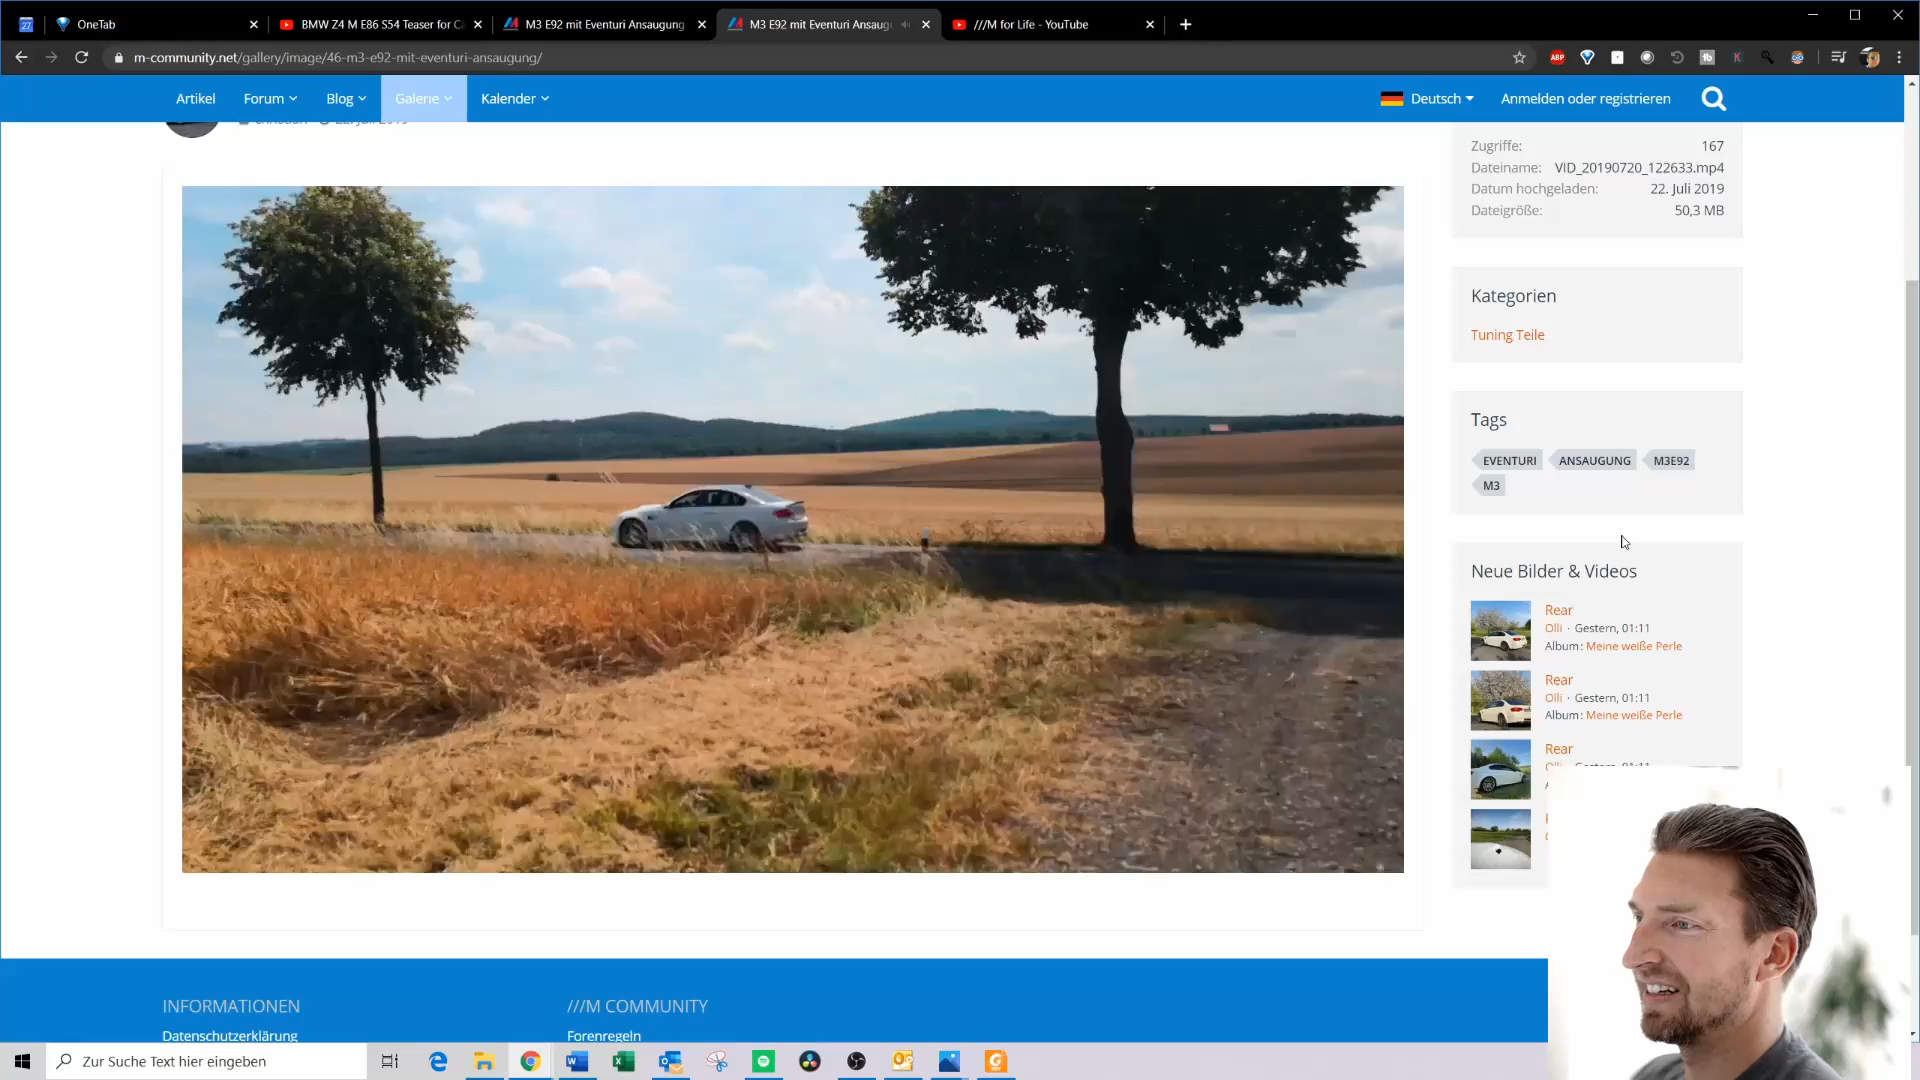 27 OneTab BMW Z4 M E86 S54 Teaser for Ca M3 E92 mit Eventuri Ansaugung M3 E92 mit Eventuri Ansaug ///M for Life - YouTube
m-community.net/gallery/image/46-m3-e92-mit-eventuri-ansaugung/ ABP
Artikel Forum Blog Galerie Kalender Deutsch Anmelden oder registrieren
Zugriffe: 167
Dateiname: VID_20190720_122633.mp4
Datum hochgeladen: 22. Juli 2019
Dateigröße: 50,3 MB
Kategorien
Tuning Teile
Tags
EVENTURI ANSAUGUNG M3E92
M3
Neue Bilder & Videos
Rear
Olli · Gestern, 01:11
Album: Meine weiße Perle
Rear
Olli · Gestern, 01:11
Album: Meine weiße Perle
Rear
INFORMATIONEN ///M COMMUNITY
Datenschutzerklärung Forenregeln
Zur Suche Text hier eingeben